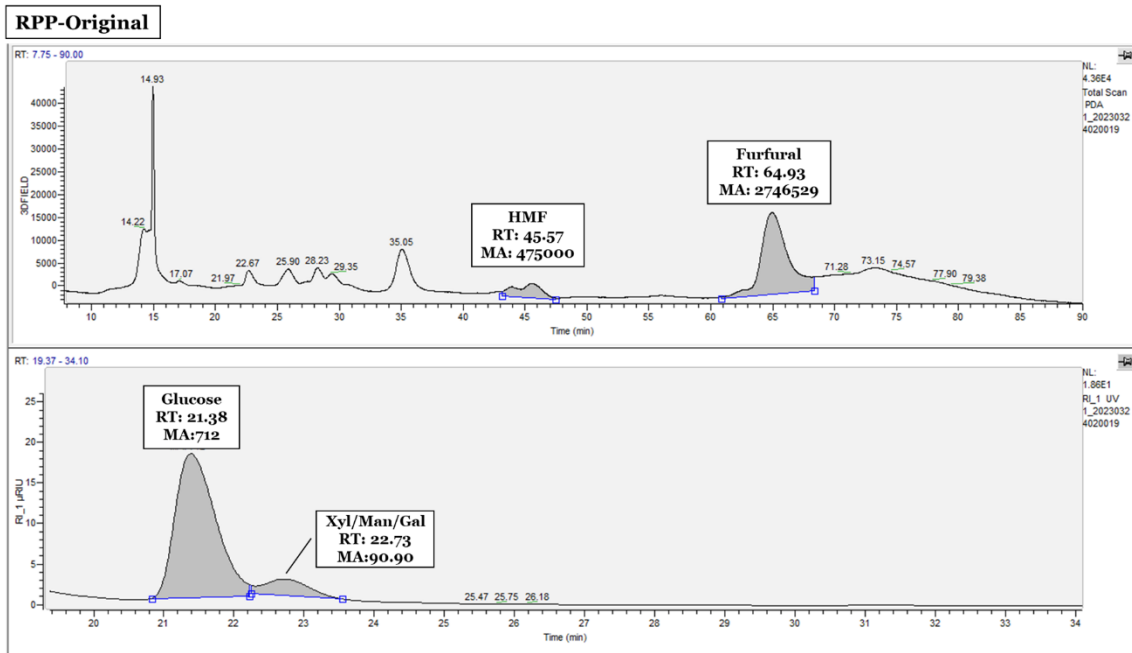 RPP-Original
RT: 7.75 - 90.00
NL:
4.36E4
Total Scan
PDA
1_2023032
4020019
3DFIELD
40000
35000
30000
25000
20000
15000
10000
5000
0
14.93
14.22
17.07
21.97
22.67
25.90
28.23
29.35
35.05
HMF
RT: 45.57
MA: 475000
Furfural
RT: 64.93
MA: 2746529
71.28
73.15
74.57
77.90
79.38
10 15 20 25 30 35 40 45 50 55 60 65 70 75 80 85 90
Time (min)
RT: 19.37 - 34.10
NL:
1.86E1
RI_1 UV
1_2023032
4020019
RI_1 µRIU
25
20
15
10
5
0
Glucose
RT: 21.38
MA:712
Xyl/Man/Gal
RT: 22.73
MA:90.90
25.47 25.75 26.18
20 21 22 23 24 25 26 27 28 29 30 31 32 33 34
Time (min)